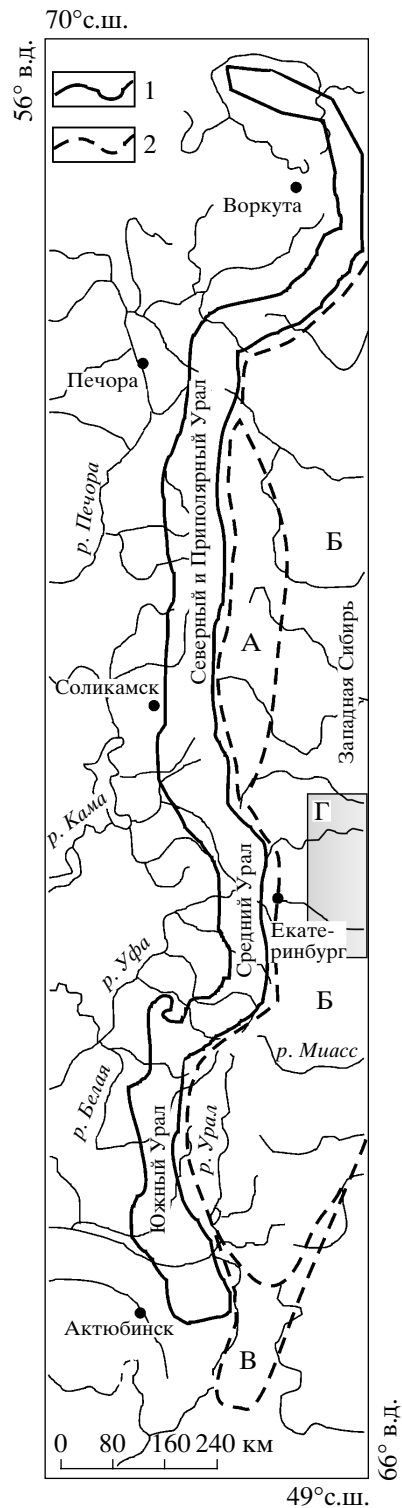 70°с.ш.
56° в.д.
1
2
Воркута
Печора
р. Печора
Северный и Приполярный Урал
Б
А
Западная Сибирь
Соликамск
р. Кама
Г
Средний Урал
Екате-
ринбург
р. Уфа
Б
р. Миасс
р. Белая
Южный Урал
р. Урал
Актюбинск
В
0 80 160 240 км
66° в.д.
49°с.ш.